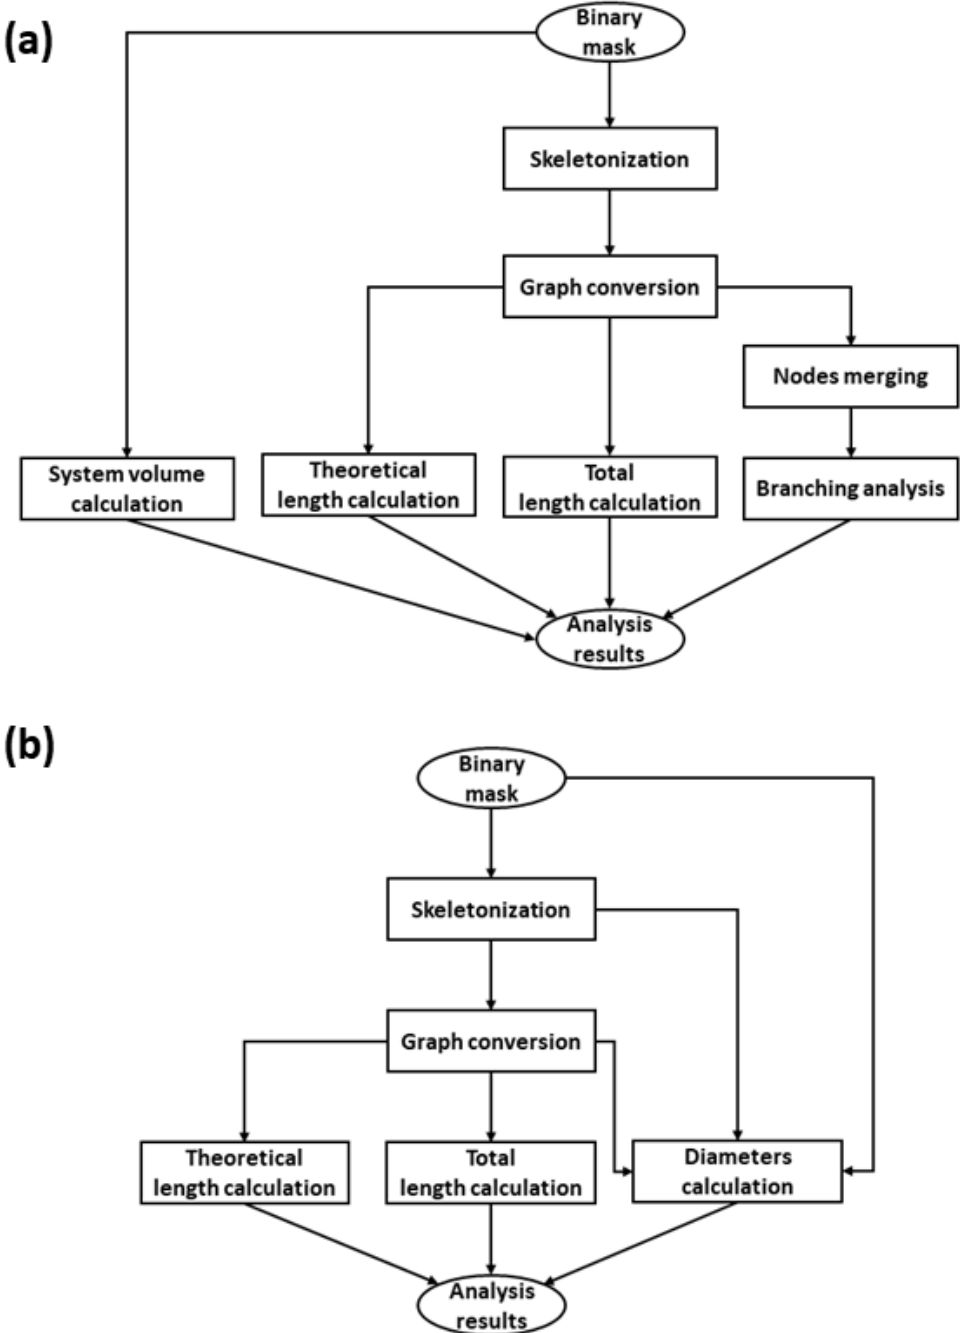 (a)
Binary
mask
Skeletonization
Graph conversion
Nodes merging
System volume
calculation
Theoretical
length calculation
Total
length calculation
Branching analysis
Analysis
results
(b)
Binary
mask
Skeletonization
Graph conversion
Theoretical
length calculation
Total
length calculation
Diameters
calculation
Analysis
results